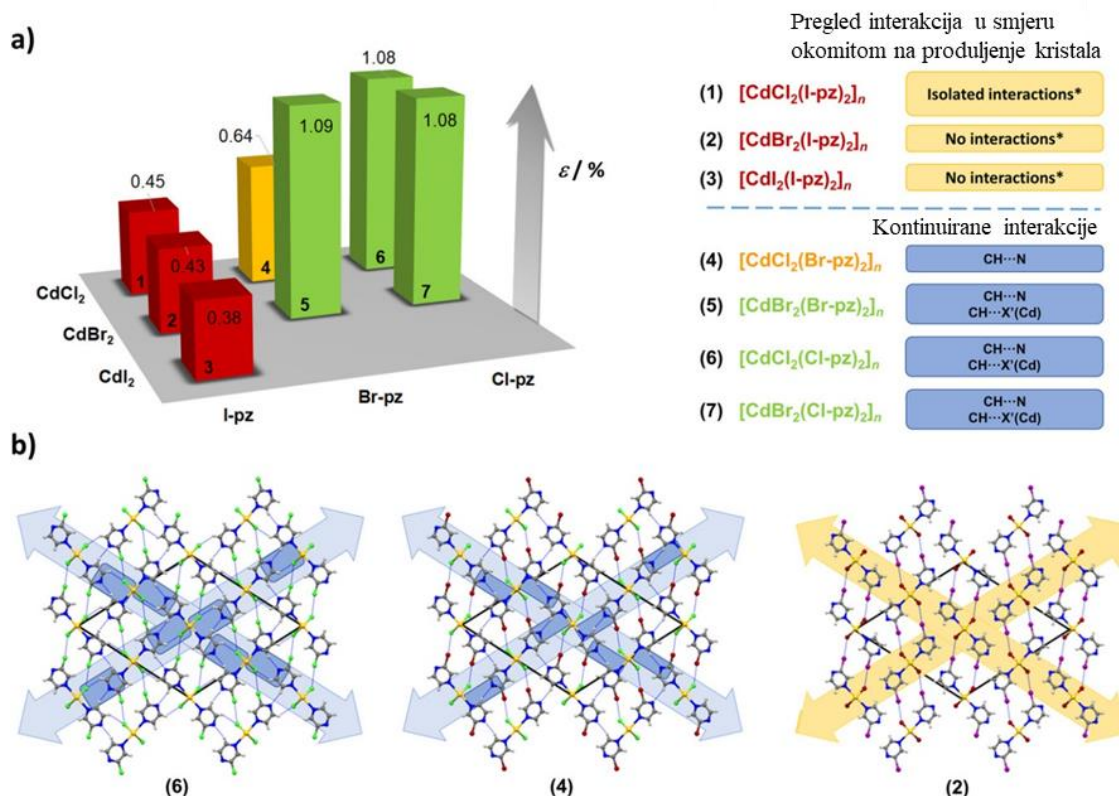 a)
1.08
1.09
1.08
0.64
0.45
0.43
0.38
1
2
3
4
5
6
7
ε / %
CdCl2
CdBr2
CdI2
I-pz
Br-pz
Cl-pz
Pregled interakcija u smjeru
okomitom na produljenje kristala
(1) [CdCl2(I-pz)2]n Isolated interactions*
(2) [CdBr2(I-pz)2]n No interactions*
(3) [CdI2(I-pz)2]n No interactions*
Kontinuirane interakcije
(4) [CdCl2(Br-pz)2]n CH···N
(5) [CdBr2(Br-pz)2]n CH···N
CH···X'(Cd)
(6) [CdCl2(Cl-pz)2]n CH···N
CH···X'(Cd)
(7) [CdBr2(Cl-pz)2]n CH···N
CH···X'(Cd)
b)
(6)
(4)
(2)